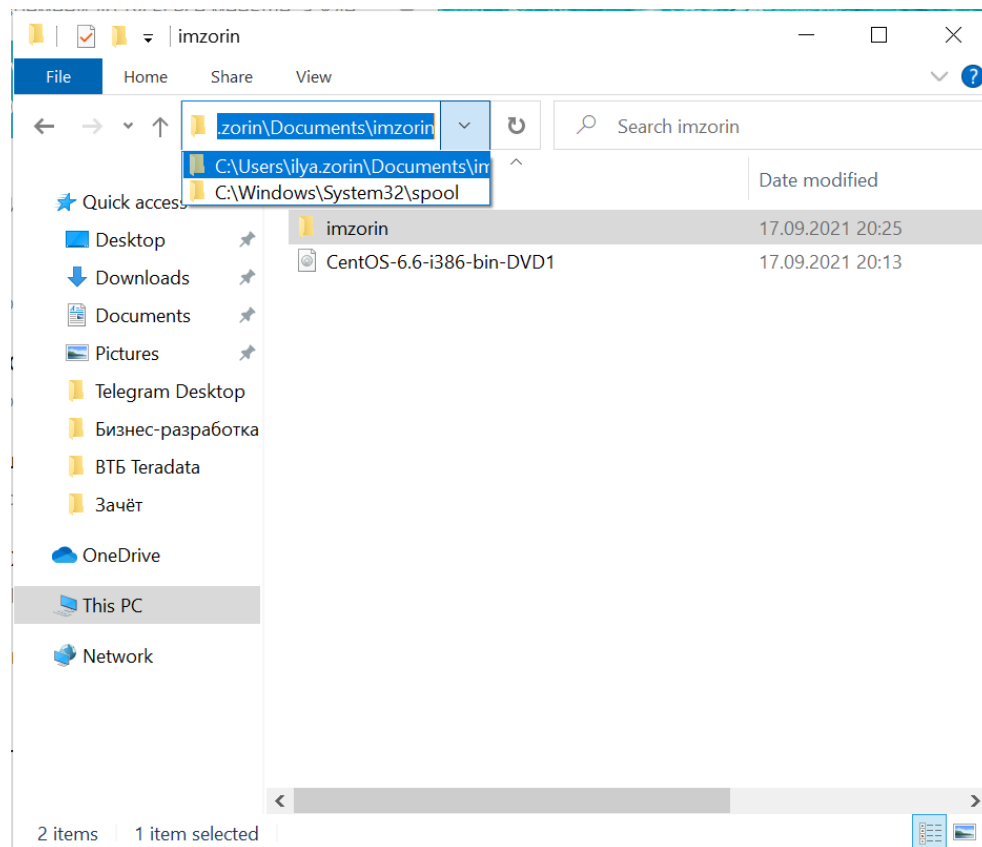 imzorin
File Home Share View
.zorin\Documents\imzorin
Search imzorin
C:\Users\ilya.zorin\Documents\im
C:\Windows\System32\spool
Date modified
Quick access
Desktop
Downloads
Documents
Pictures
Telegram Desktop
Бизнес-разработка
ВТБ Teradata
Зачёт
OneDrive
This PC
Network
imzorin 17.09.2021 20:25
CentOS-6.6-i386-bin-DVD1 17.09.2021 20:13
2 items 1 item selected